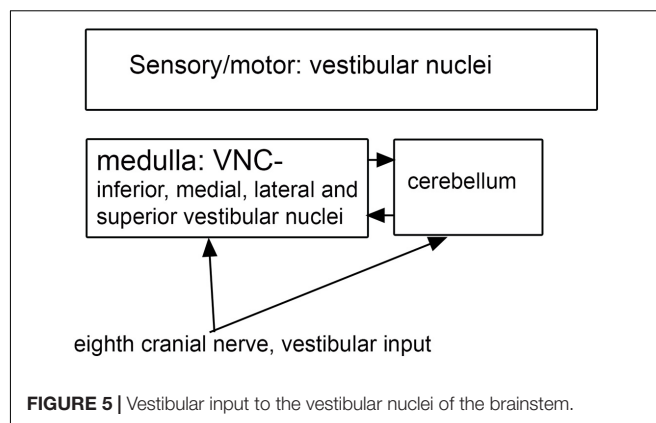 Sensory/motor: vestibular nuclei
medulla: VNC-
inferior, medial, lateral and
superior vestibular nuclei
cerebellum
eighth cranial nerve, vestibular input
FIGURE 5 | Vestibular input to the vestibular nuclei of the brainstem.